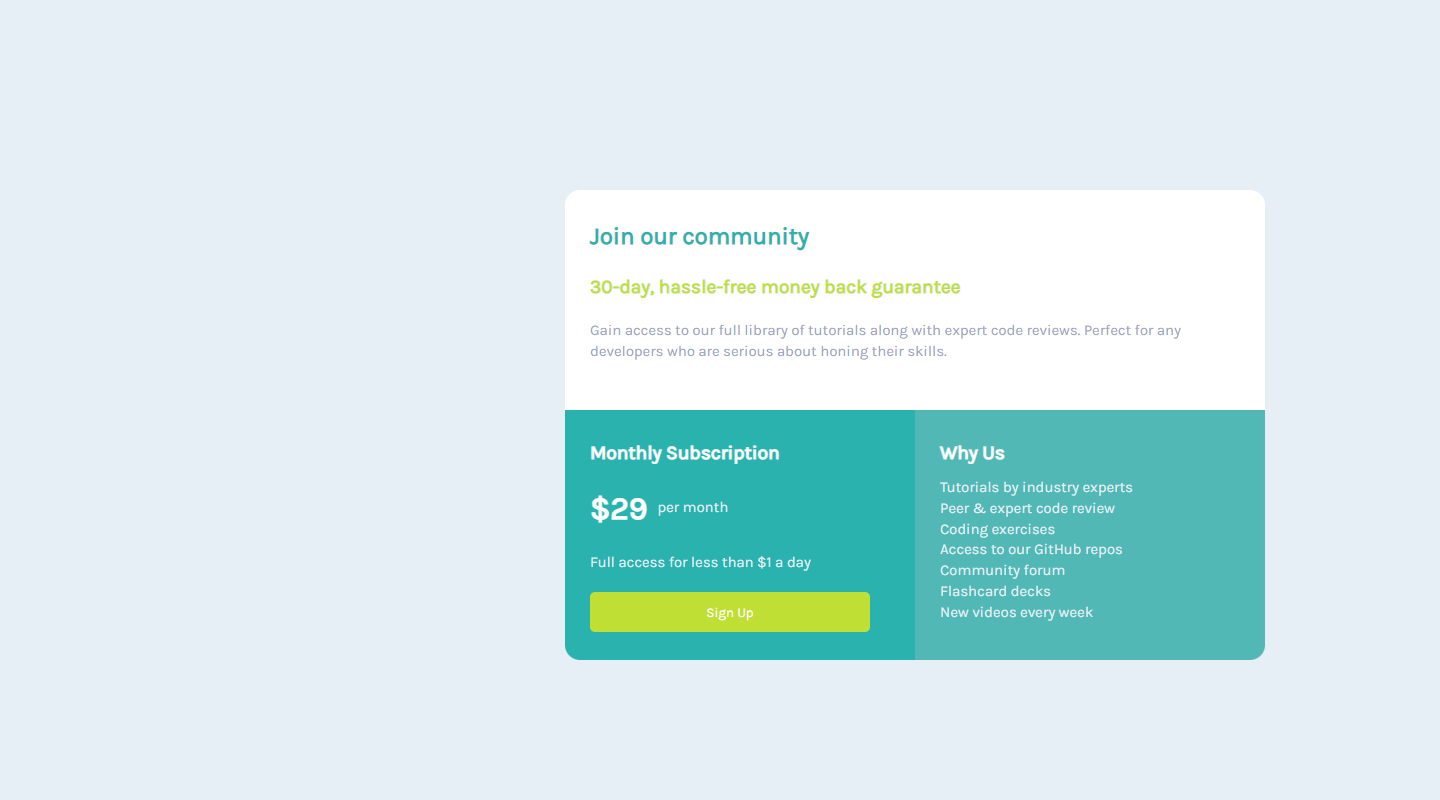 Join our community
30-day, hassle-free money back guarantee
Gain access to our full library of tutorials along with expert code reviews. Perfect for any
developers who are serious about honing their skills.
Monthly Subscription
$29 per month
Full access for less than $1 a day
Sign Up
Why Us
Tutorials by industry experts
Peer & expert code review
Coding exercises
Access to our GitHub repos
Community forum
Flashcard decks
New videos every week